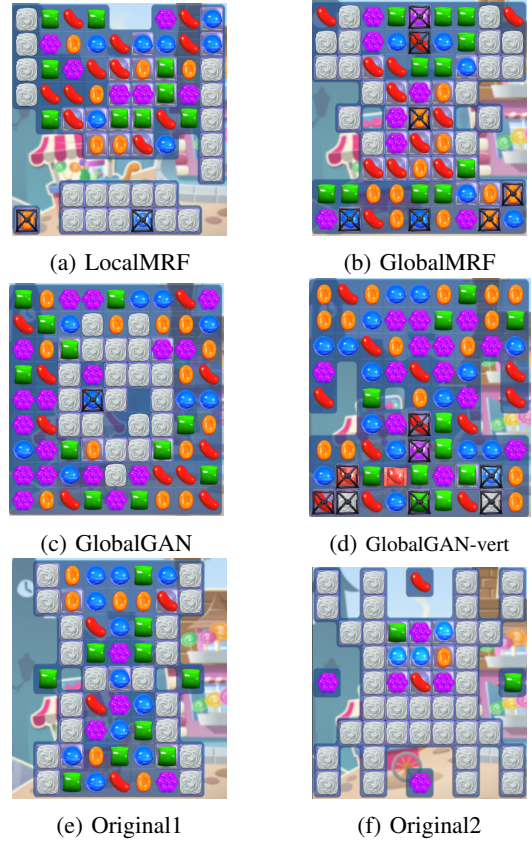 (a) LocalMRF
(b) GlobalMRF
(c) GlobalGAN
(d) GlobalGAN-vert
(e) Original1
(f) Original2